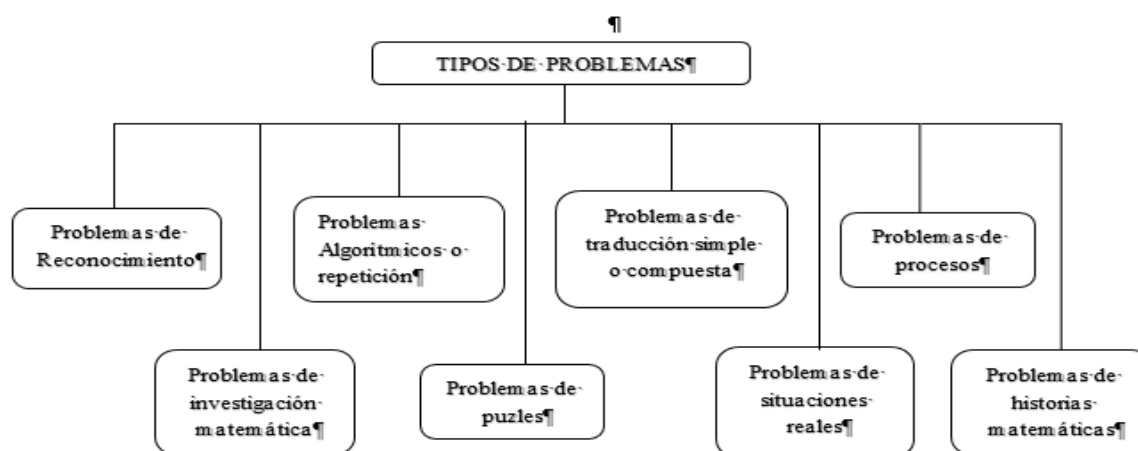 ¶
TIPOS·DE·PROBLEMAS¶
Problemas·de·
Reconocimiento¶
Problemas·
Algorítmicos·o·
repetición¶
Problemas·de·
traducción·simple·
o·compuesta¶
Problemas·de·
procesos¶
Problemas·de·
investigación·
matemática¶
Problemas·de·
puzles¶
Problemas·de·
situaciones·
reales¶
Problemas·de·
historias·
matemáticas¶